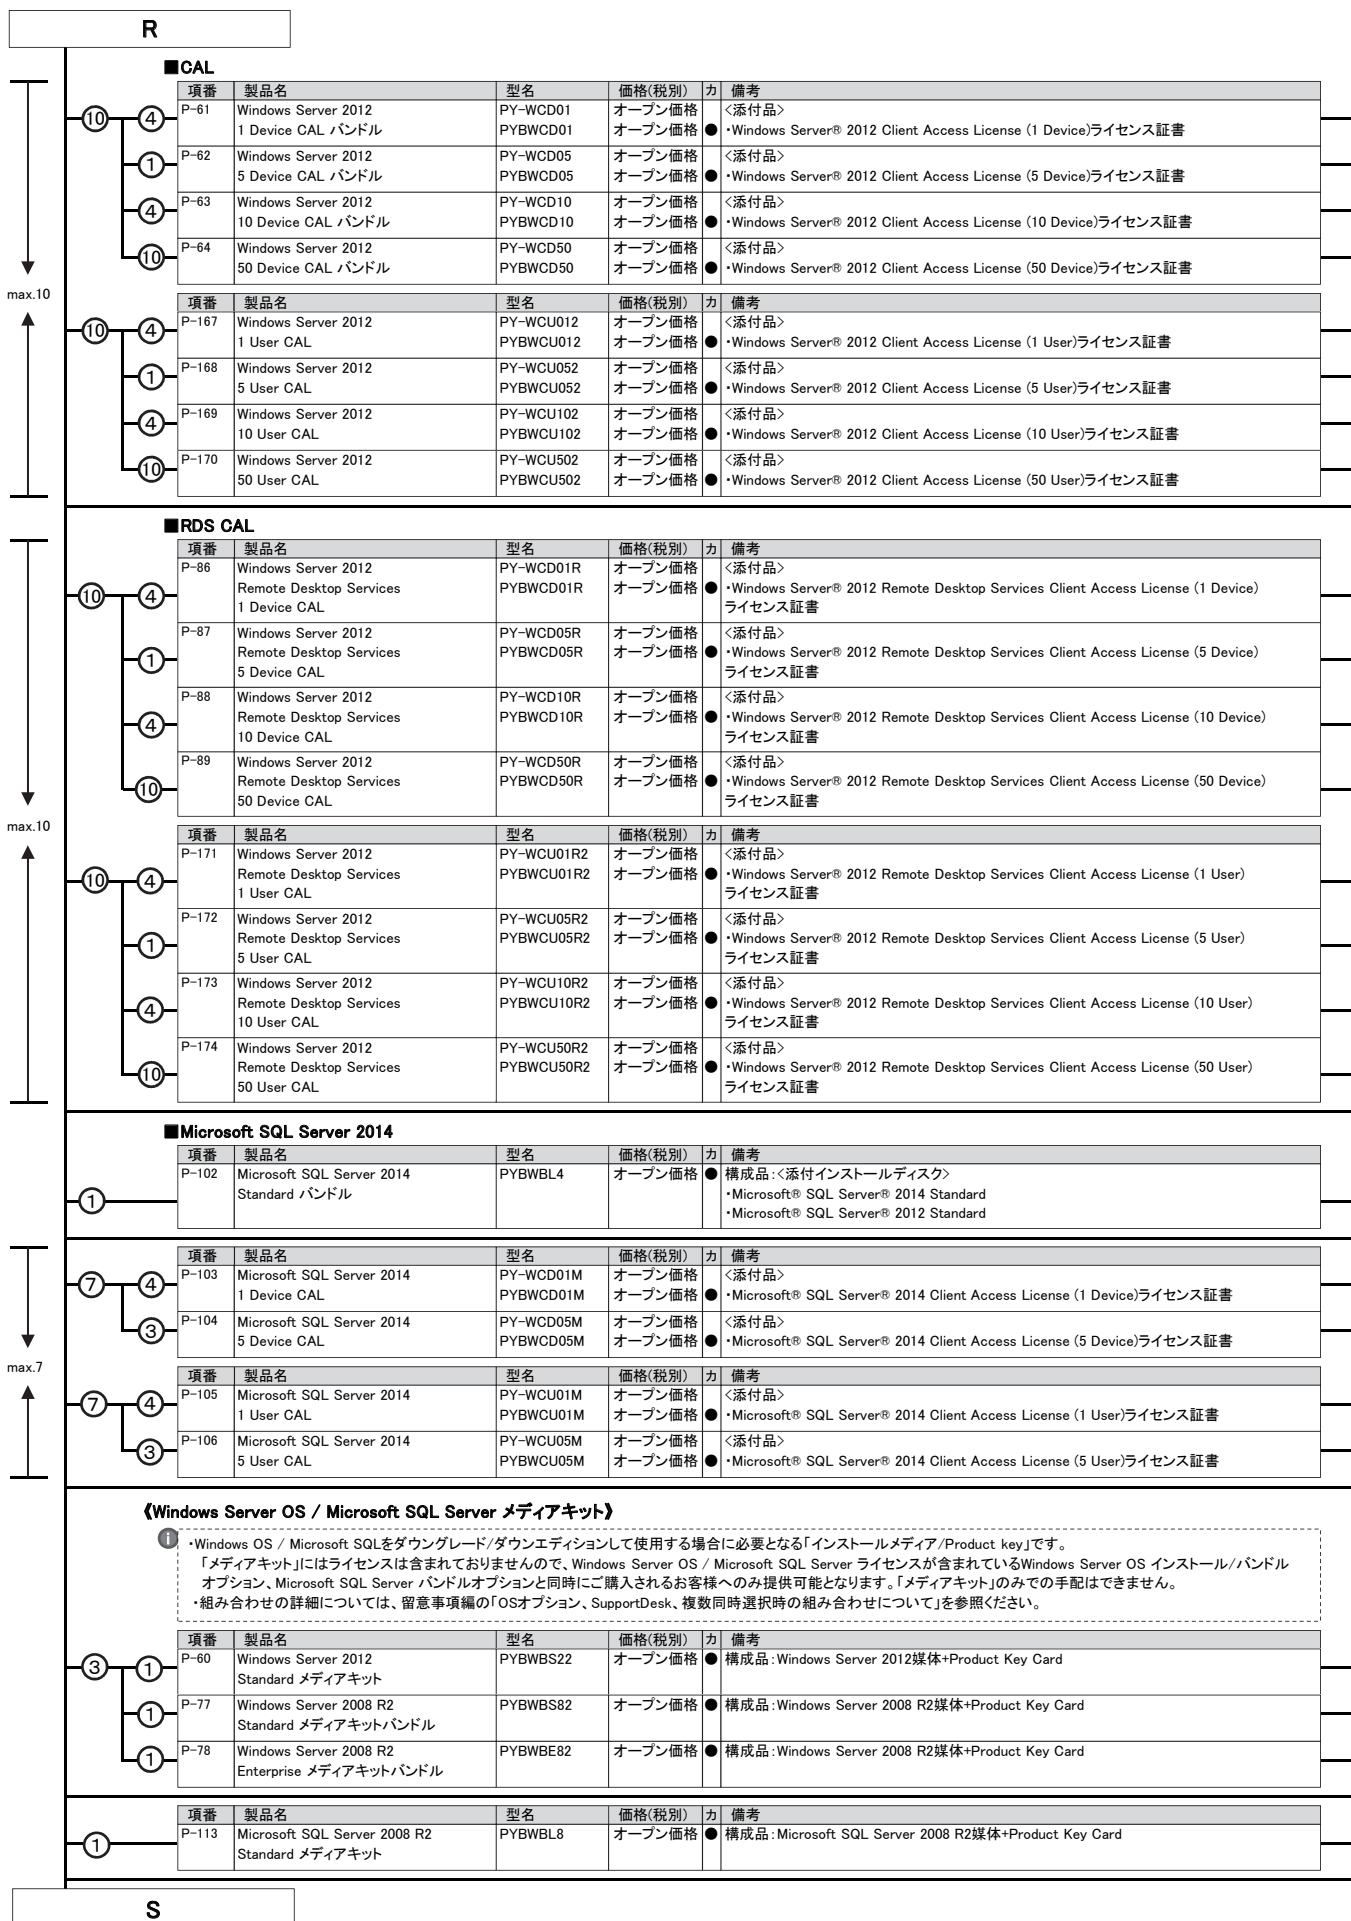 R
■CAL
項番 製品名 型名 価格(税別) カ 備考
P-61 Windows Server 2012 PY-WCD01 オープン価格 <添付品>
⑩ ④ 1 Device CAL バンドル PYBWCD01 オープン価格 ● ・Windows Server® 2012 Client Access License (1 Device)ライセンス証書
P-62 Windows Server 2012 PY-WCD05 オープン価格 <添付品>
① 5 Device CAL バンドル PYBWCD05 オープン価格 ● ・Windows Server® 2012 Client Access License (5 Device)ライセンス証書
P-63 Windows Server 2012 PY-WCD10 オープン価格 <添付品>
④ 10 Device CAL バンドル PYBWCD10 オープン価格 ● ・Windows Server® 2012 Client Access License (10 Device)ライセンス証書
P-64 Windows Server 2012 PY-WCD50 オープン価格 <添付品>
⑩ 50 Device CAL バンドル PYBWCD50 オープン価格 ● ・Windows Server® 2012 Client Access License (50 Device)ライセンス証書
max.10
項番 製品名 型名 価格(税別) カ 備考
P-167 Windows Server 2012 PY-WCU012 オープン価格 <添付品>
⑩ ④ 1 User CAL PYBWCU012 オープン価格 ● ・Windows Server® 2012 Client Access License (1 User)ライセンス証書
P-168 Windows Server 2012 PY-WCU052 オープン価格 <添付品>
① 5 User CAL PYBWCU052 オープン価格 ● ・Windows Server® 2012 Client Access License (5 User)ライセンス証書
P-169 Windows Server 2012 PY-WCU102 オープン価格 <添付品>
④ 10 User CAL PYBWCU102 オープン価格 ● ・Windows Server® 2012 Client Access License (10 User)ライセンス証書
P-170 Windows Server 2012 PY-WCU502 オープン価格 <添付品>
⑩ 50 User CAL PYBWCU502 オープン価格 ● ・Windows Server® 2012 Client Access License (50 User)ライセンス証書
■RDS CAL
項番 製品名 型名 価格(税別) カ 備考
P-86 Windows Server 2012 PY-WCD01R オープン価格 <添付品>
⑩ ④ Remote Desktop Services PYBWCD01R オープン価格 ● ・Windows Server® 2012 Remote Desktop Services Client Access License (1 Device)
1 Device CAL ライセンス証書
P-87 Windows Server 2012 PY-WCD05R オープン価格 <添付品>
① Remote Desktop Services PYBWCD05R オープン価格 ● ・Windows Server® 2012 Remote Desktop Services Client Access License (5 Device)
5 Device CAL ライセンス証書
P-88 Windows Server 2012 PY-WCD10R オープン価格 <添付品>
④ Remote Desktop Services PYBWCD10R オープン価格 ● ・Windows Server® 2012 Remote Desktop Services Client Access License (10 Device)
10 Device CAL ライセンス証書
P-89 Windows Server 2012 PY-WCD50R オープン価格 <添付品>
⑩ Remote Desktop Services PYBWCD50R オープン価格 ● ・Windows Server® 2012 Remote Desktop Services Client Access License (50 Device)
50 Device CAL ライセンス証書
max.10
項番 製品名 型名 価格(税別) カ 備考
P-171 Windows Server 2012 PY-WCU01R2 オープン価格 <添付品>
⑩ ④ Remote Desktop Services PYBWCU01R2 オープン価格 ● ・Windows Server® 2012 Remote Desktop Services Client Access License (1 User)
1 User CAL ライセンス証書
P-172 Windows Server 2012 PY-WCU05R2 オープン価格 <添付品>
① Remote Desktop Services PYBWCU05R2 オープン価格 ● ・Windows Server® 2012 Remote Desktop Services Client Access License (5 User)
5 User CAL ライセンス証書
P-173 Windows Server 2012 PY-WCU10R2 オープン価格 <添付品>
④ Remote Desktop Services PYBWCU10R2 オープン価格 ● ・Windows Server® 2012 Remote Desktop Services Client Access License (10 User)
10 User CAL ライセンス証書
P-174 Windows Server 2012 PY-WCU50R2 オープン価格 <添付品>
⑩ Remote Desktop Services PYBWCU50R2 オープン価格 ● ・Windows Server® 2012 Remote Desktop Services Client Access License (50 User)
50 User CAL ライセンス証書
■Microsoft SQL Server 2014
項番 製品名 型名 価格(税別) カ 備考
P-102 Microsoft SQL Server 2014 PYBWBL4 オープン価格 ● 構成品:<添付インストールディスク>
① Standard バンドル ・Microsoft® SQL Server® 2014 Standard
・Microsoft® SQL Server® 2012 Standard
項番 製品名 型名 価格(税別) カ 備考
P-103 Microsoft SQL Server 2014 PY-WCD01M オープン価格 <添付品>
⑦ ④ 1 Device CAL PYBWCD01M オープン価格 ● ・Microsoft® SQL Server® 2014 Client Access License (1 Device)ライセンス証書
P-104 Microsoft SQL Server 2014 PY-WCD05M オープン価格 <添付品>
③ 5 Device CAL PYBWCD05M オープン価格 ● ・Microsoft® SQL Server® 2014 Client Access License (5 Device)ライセンス証書
max.7
項番 製品名 型名 価格(税別) カ 備考
P-105 Microsoft SQL Server 2014 PY-WCU01M オープン価格 <添付品>
⑦ ④ 1 User CAL PYBWCU01M オープン価格 ● ・Microsoft® SQL Server® 2014 Client Access License (1 User)ライセンス証書
P-106 Microsoft SQL Server 2014 PY-WCU05M オープン価格 <添付品>
③ 5 User CAL PYBWCU05M オープン価格 ● ・Microsoft® SQL Server® 2014 Client Access License (5 User)ライセンス証書
《Windows Server OS / Microsoft SQL Server メディアキット》
i ・Windows OS / Microsoft SQLをダウングレード/ダウンエディションして使用する場合に必要となる「インストールメディア/Product key」です。
「メディアキット」にはライセンスは含まれておりませんので、Windows Server OS / Microsoft SQL Server ライセンスが含まれているWindows Server OS インストール/バンドル
オプション、Microsoft SQL Server バンドルオプションと同時にご購入されるお客様へのみ提供可能となります。「メディアキット」のみでの手配はできません。
・組み合わせの詳細については、留意事項編の「OSオプション、SupportDesk、複数同時選択時の組み合わせについて」を参照ください。
項番 製品名 型名 価格(税別) カ 備考
③ ① P-60 Windows Server 2012 PYBWBS22 オープン価格 ● 構成品:Windows Server 2012媒体+Product Key Card
Standard メディアキット
① P-77 Windows Server 2008 R2 PYBWBS82 オープン価格 ● 構成品:Windows Server 2008 R2媒体+Product Key Card
Standard メディアキットバンドル
① P-78 Windows Server 2008 R2 PYBWBE82 オープン価格 ● 構成品:Windows Server 2008 R2媒体+Product Key Card
Enterprise メディアキットバンドル
項番 製品名 型名 価格(税別) カ 備考
① P-113 Microsoft SQL Server 2008 R2 PYBWBL8 オープン価格 ● 構成品:Microsoft SQL Server 2008 R2媒体+Product Key Card
Standard メディアキット
S